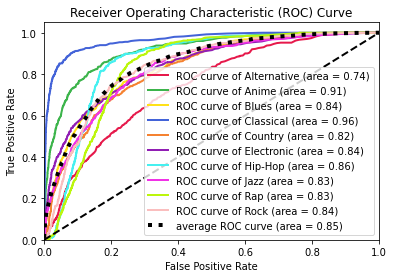 Receiver Operating Characteristic (ROC) Curve
True Positive Rate
1.0
0.8
0.6
0.4
0.2
0.0
ROC curve of Alternative (area = 0.74)
ROC curve of Anime (area = 0.91)
ROC curve of Blues (area = 0.84)
ROC curve of Classical (area = 0.96)
ROC curve of Country (area = 0.82)
ROC curve of Electronic (area = 0.84)
ROC curve of Hip-Hop (area = 0.86)
ROC curve of Jazz (area = 0.83)
ROC curve of Rap (area = 0.83)
ROC curve of Rock (area = 0.84)
average ROC curve (area = 0.85)
0.0 0.2 0.4 0.6 0.8 1.0
False Positive Rate